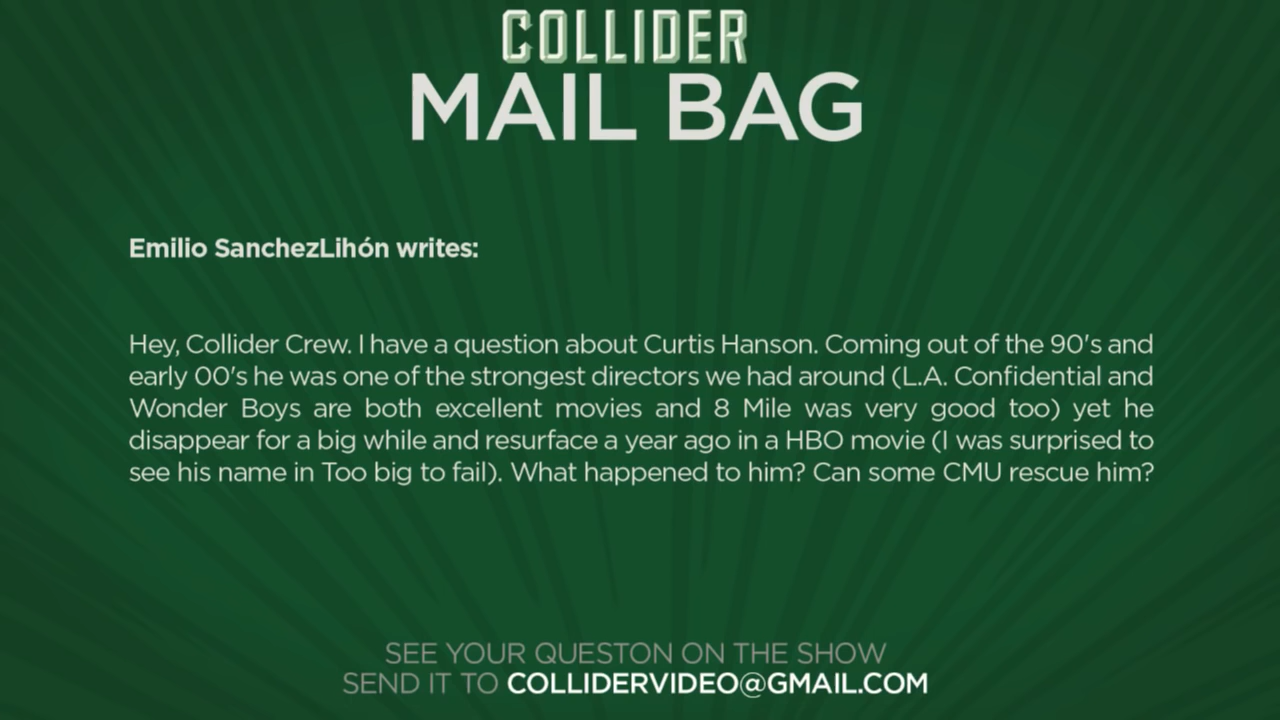 COLLIDER
MAIL BAG
Emilio SanchezLihón writes:
Hey, Collider Crew. I have a question about Curtis Hanson. Coming out of the 90's and
early 00's he was one of the strongest directors we had around (L.A. Confidential and
Wonder Boys are both excellent movies and 8 Mile was very good too) yet he
disappear for a big while and resurface a year ago in a HBO movie (I was surprised to
see his name in Too big to fail). What happened to him? Can some CMU rescue him?
SEE YOUR QUESTON ON THE SHOW
SEND IT TO COLLIDERVIDEO@GMAIL.COM